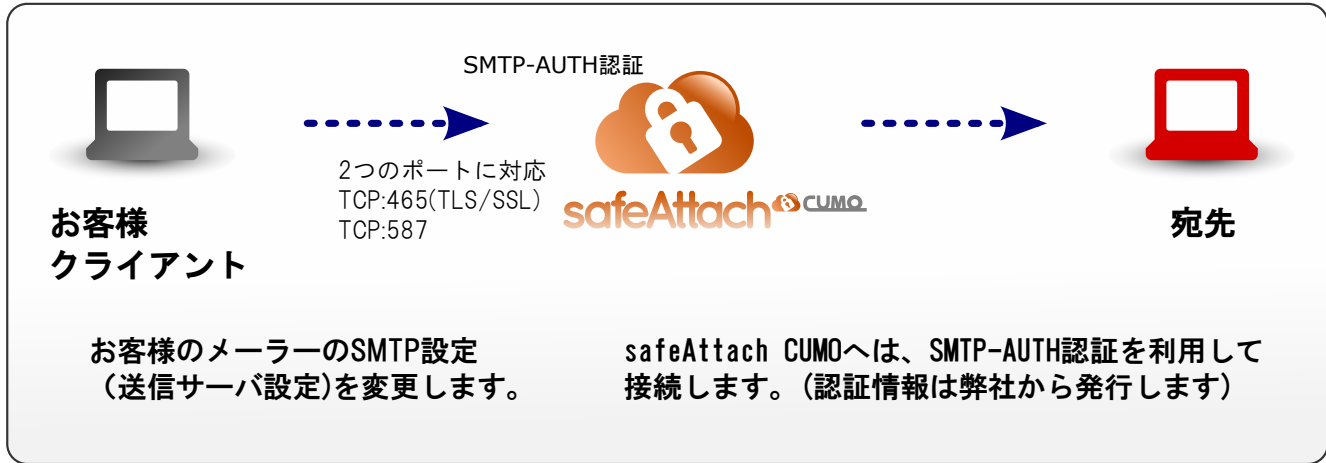 SMTP-AUTH認証
2つのポートに対応
TCP:465(TLS/SSL)
TCP:587
safeAttach CUMO
お客様
クライアント
宛先
お客様のメーラーのSMTP設定
（送信サーバ設定)を変更します。
safeAttach CUMOへは、SMTP-AUTH認証を利用して
接続します。(認証情報は弊社から発行します)